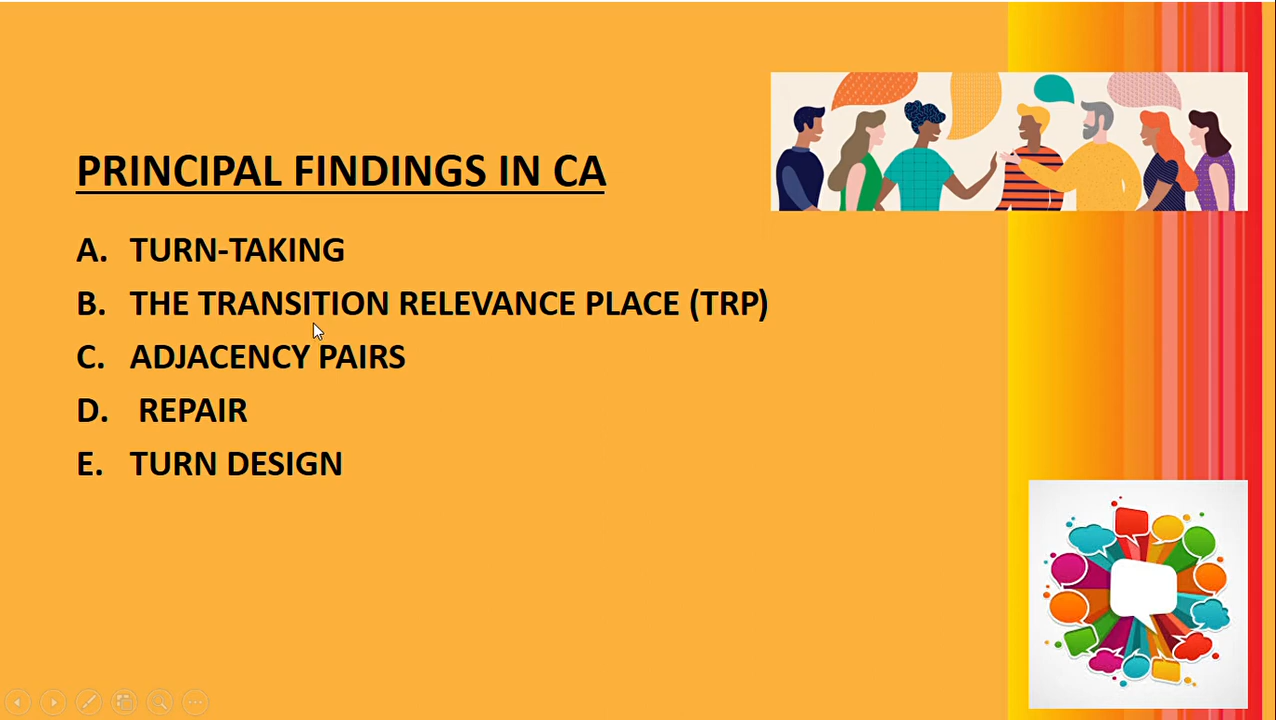 PRINCIPAL FINDINGS IN CA
A. TURN-TAKING
B. THE TRANSITION RELEVANCE PLACE (TRP)
C. ADJACENCY PAIRS
D. REPAIR
E. TURN DESIGN